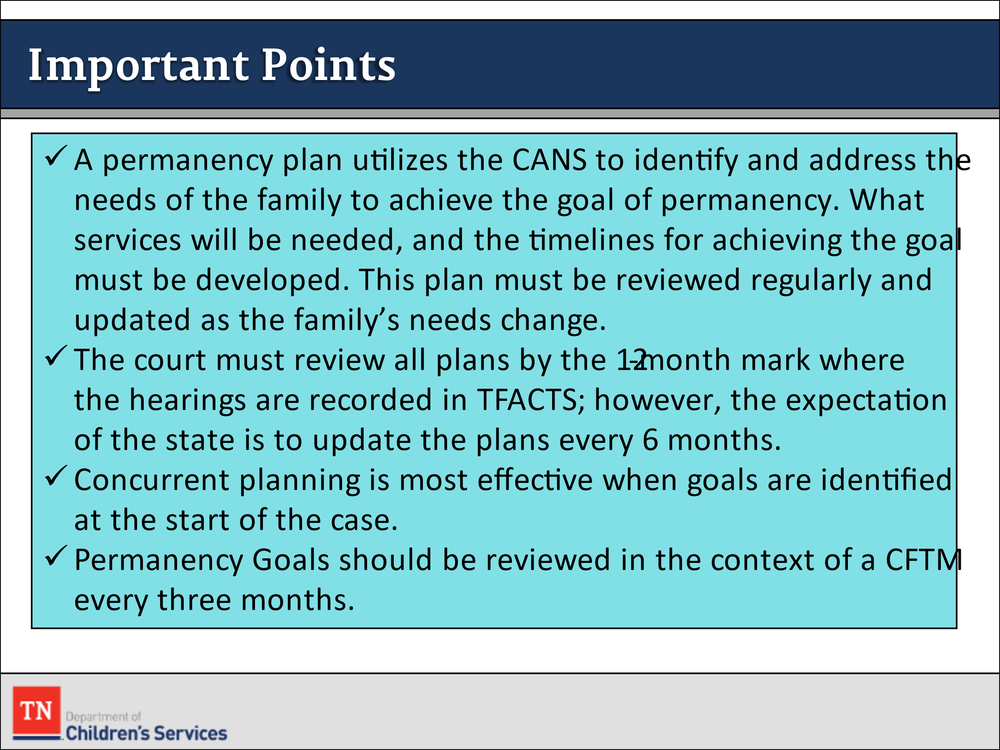 Important Points
✓ A permanency plan utilizes the CANS to identify and address the
needs of the family to achieve the goal of permanency. What
services will be needed, and the timelines for achieving the goal
must be developed. This plan must be reviewed regularly and
updated as the family’s needs change.
✓ The court must review all plans by the 12-month mark where
the hearings are recorded in TFACTS; however, the expectation
of the state is to update the plans every 6 months.
✓ Concurrent planning is most effective when goals are identified
at the start of the case.
✓ Permanency Goals should be reviewed in the context of a CFTM
every three months.
TN
Department of
Children’s Services